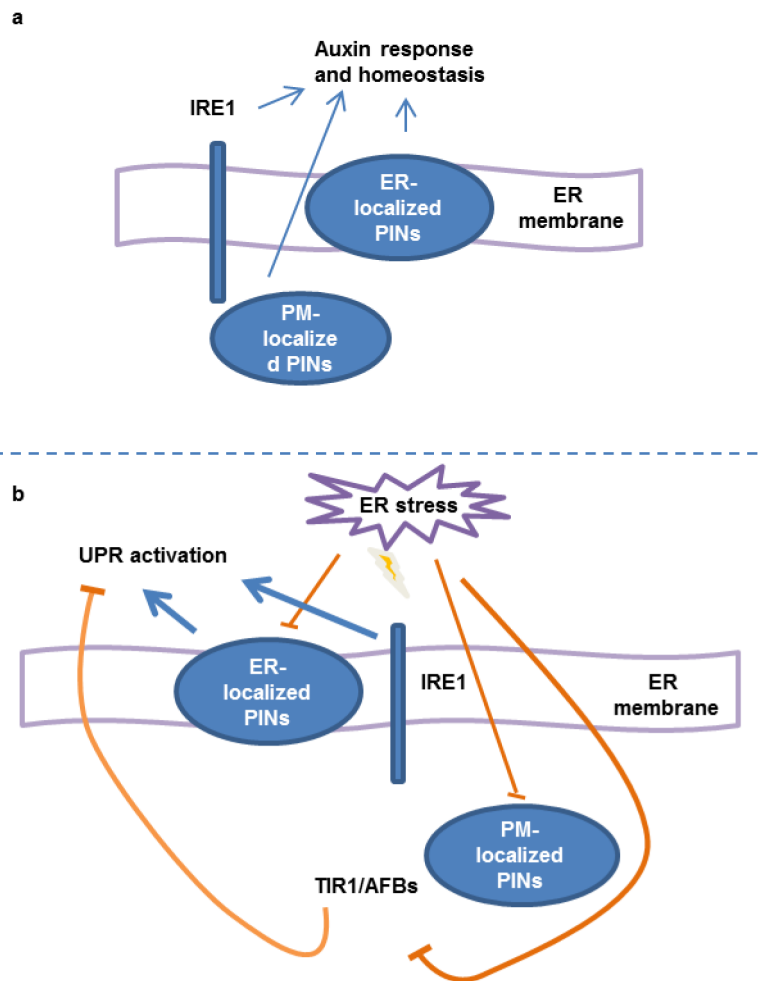 a
Auxin response
and homeostasis
IRE1
ER-
localized
PINs
ER
membrane
PM-
localize
d PINs
b
ER stress
UPR activation
ER-
localized
PINs
IRE1
ER
membrane
PM-
localized
PINs
TIR1/AFBs